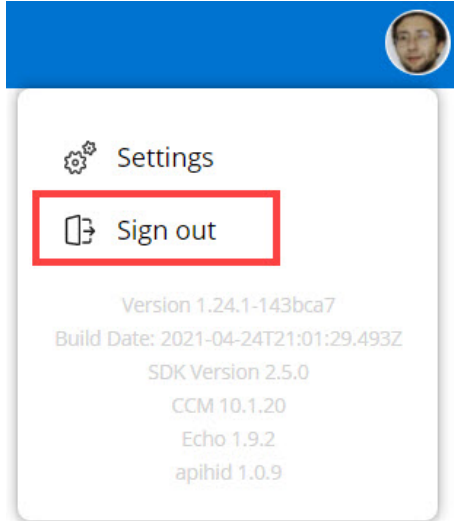 Settings
Sign out
Version 1.24.1-143bca7
Build Date: 2021-04-24T21:01:29.493Z
SDK Version 2.5.0
CCM 10.1.20
Echo 1.9.2
apihid 1.0.9